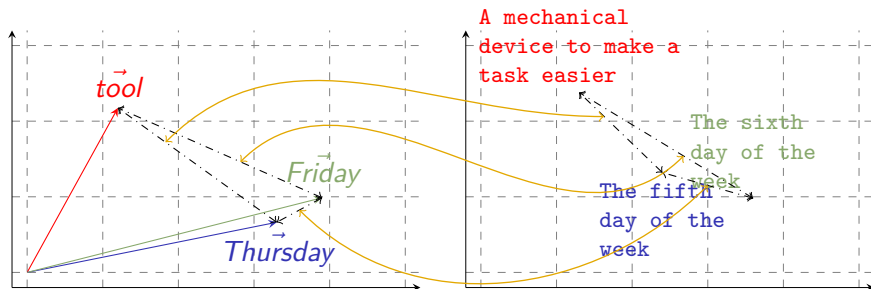 tool
Friday
Thursday
A mechanical
device to make a
task easier
The sixth
day of the
week
The fifth
day of the
week